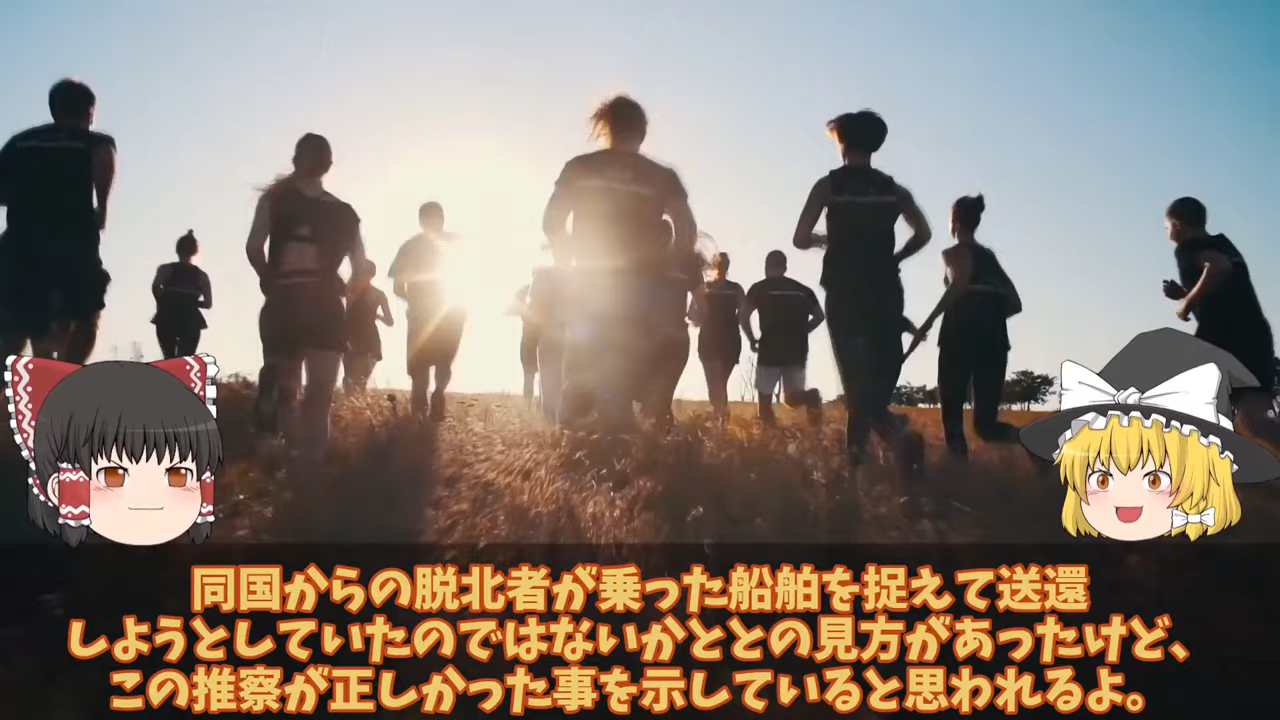 同国からの脱北者が乗った船舶を捉えて送還
しようとしていたのではないかととの見方があったけど、
この推察が正しかった事を示していると思われるよ。